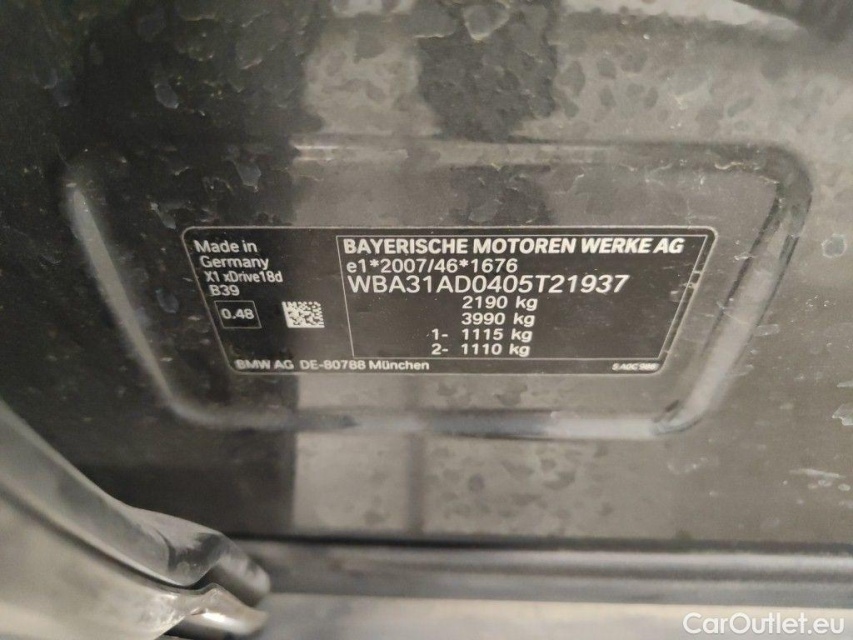 Made in
Germany
X1 xDrive18d
B39
0.48
BAYERISCHE MOTOREN WERKE AG
e1*2007/46*1676
WBA31AD0405T21937
2190 kg
3990 kg
1- 1115 kg
2- 1110 kg
BMW AG DE-80788 München
CarOutlet.eu